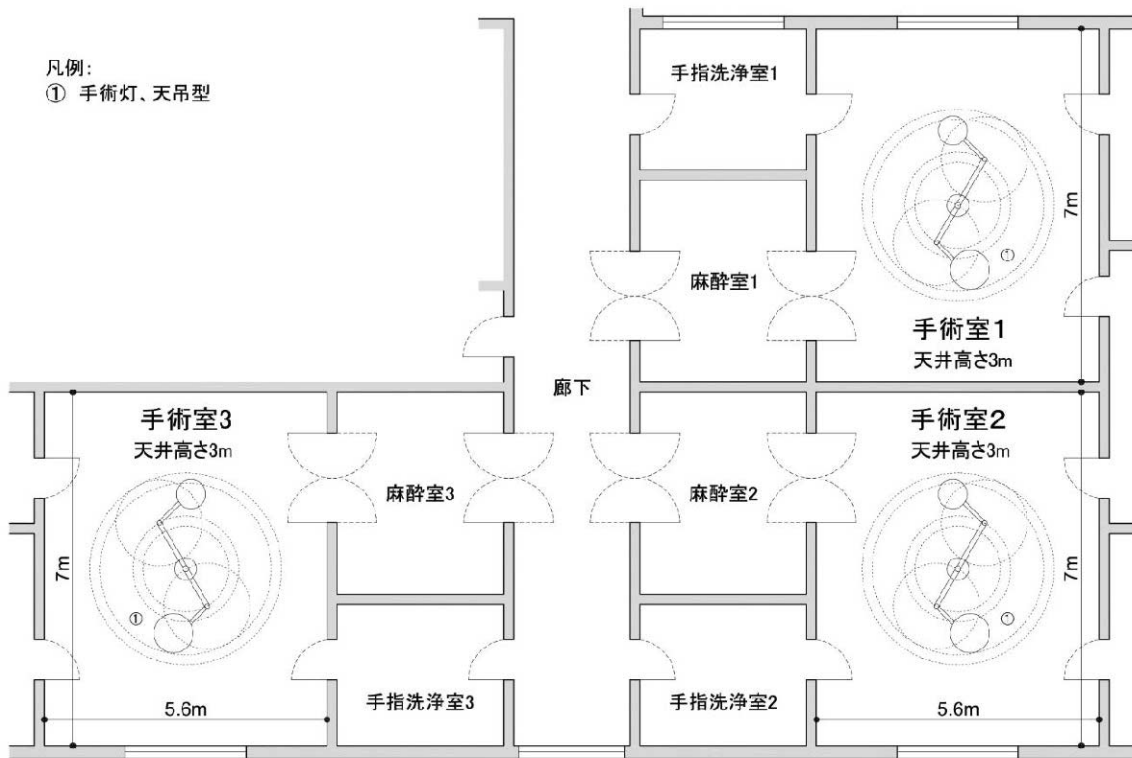 凡例:
① 手術灯、天吊型
手指洗浄室1
7m
①
麻酔室1
手術室1
天井高さ3m
廊下
手術室3
天井高さ3m
手術室2
天井高さ3m
麻酔室3
麻酔室2
7m
7m
①
①
手指洗浄室3
手指洗浄室2
5.6m
5.6m